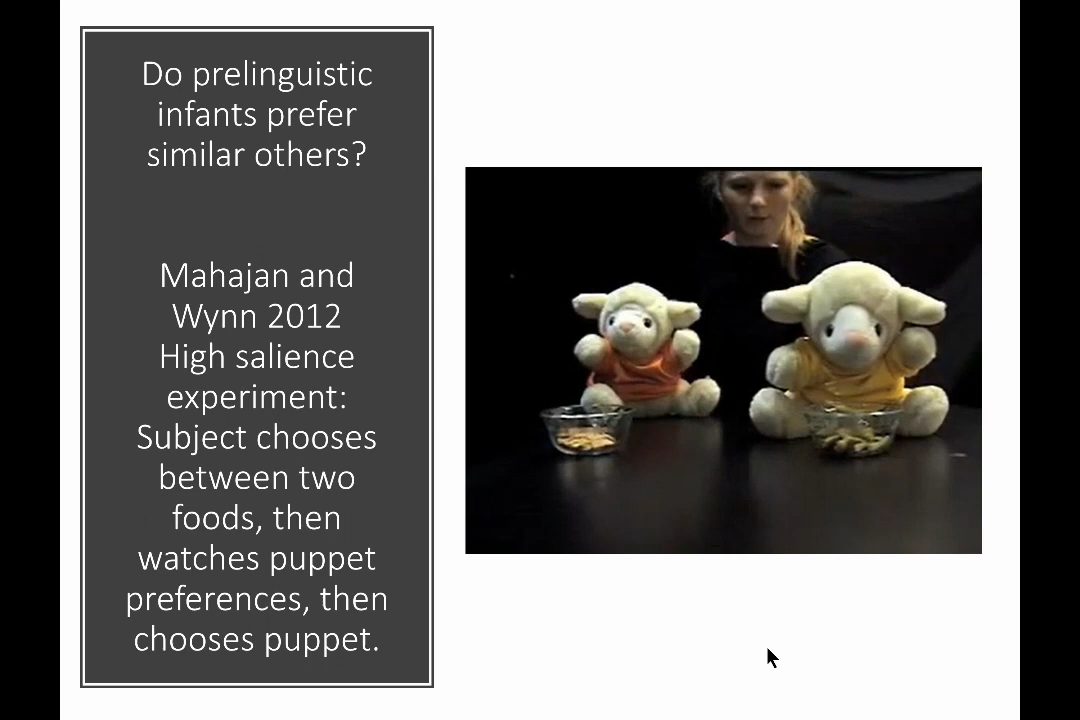 Do prelinguistic
infants prefer
similar others?
Mahajan and
Wynn 2012
High salience
experiment:
Subject chooses
between two
foods, then
watches puppet
preferences, then
chooses puppet.